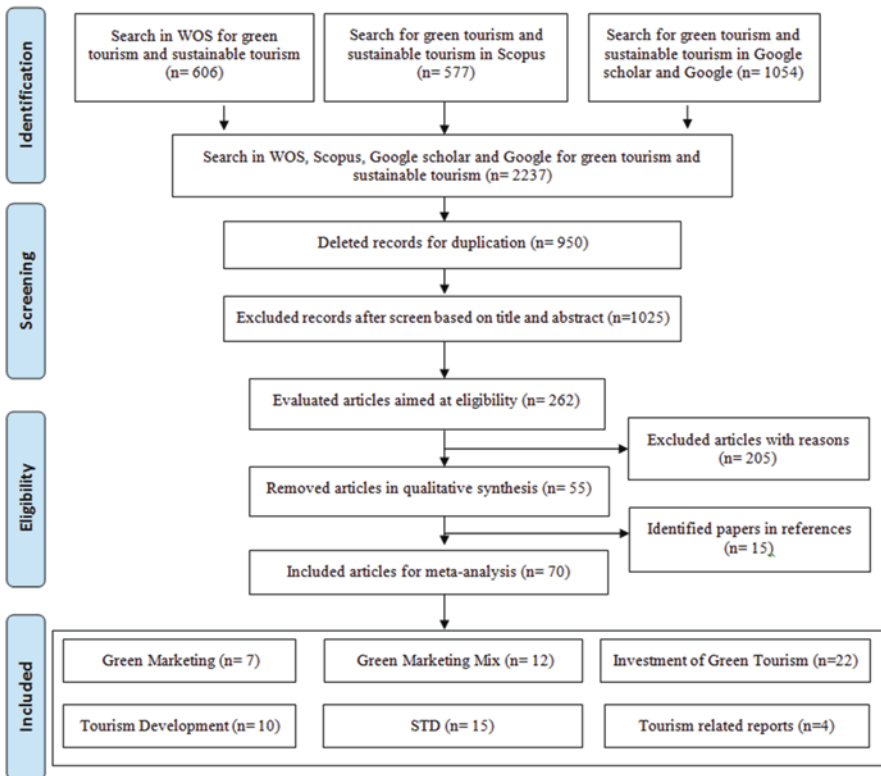 Identification
Search in WOS for green
tourism and sustainable tourism
(n= 606)
Search for green tourism and
sustainable tourism in Scopus
(n= 577)
Search for green tourism and
sustainable tourism in Google
scholar and Google (n= 1054)
Search in WOS, Scopus, Google scholar and Google for green tourism and
sustainable tourism (n= 2237)
Screening
Deleted records for duplication (n= 950)
Excluded records after screen based on title and abstract (n=1025)
Eligibility
Evaluated articles aimed at eligibility (n= 262)
Excluded articles with reasons
(n= 205)
Removed articles in qualitative synthesis (n= 55)
Identified papers in references
(n= 15)
Included articles for meta-analysis (n= 70)
Included
Green Marketing (n= 7)
Green Marketing Mix (n= 12)
Investment of Green Tourism (n=22)
Tourism Development (n= 10)
STD (n= 15)
Tourism related reports (n=4)